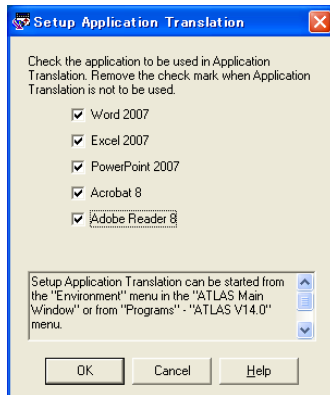 Setup Application Translation
Check the application to be used in Application
Translation. Remove the check mark when Application
Translation is not to be used.
Word 2007
Excel 2007
PowerPoint 2007
Acrobat 8
Adobe Reader 8
Setup Application Translation can be started from
the "Environment" menu in the "ATLAS Main
Window" or from "Programs" - "ATLAS V14.0"
menu.
OK Cancel Help